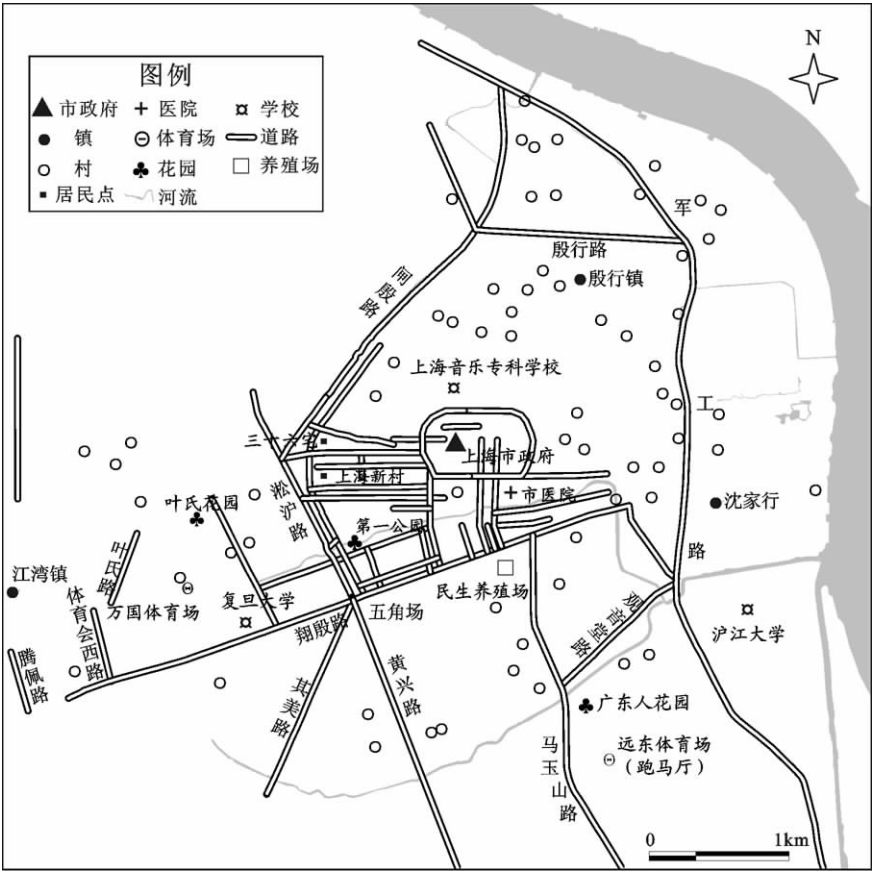 N
图例
市政府
医院
学校
镇
体育场
道路
村
花园
养殖场
居民点
河流
军
工
路
殷行路
殷行镇
闸殷路
上海音乐专科学校
三十六宅
上海市政府
上海新村
市医院
沈家行
叶氏花园
淞沪路
第一公园
叶氏路
江湾镇
体育会西路
万国体育场
复旦大学
五角场
民生养殖场
翔殷路
观音堂路
沪江大学
腾佩路
其美路
黄兴路
广东人花园
马玉山路
远东体育场
（跑马厅）
0 1km